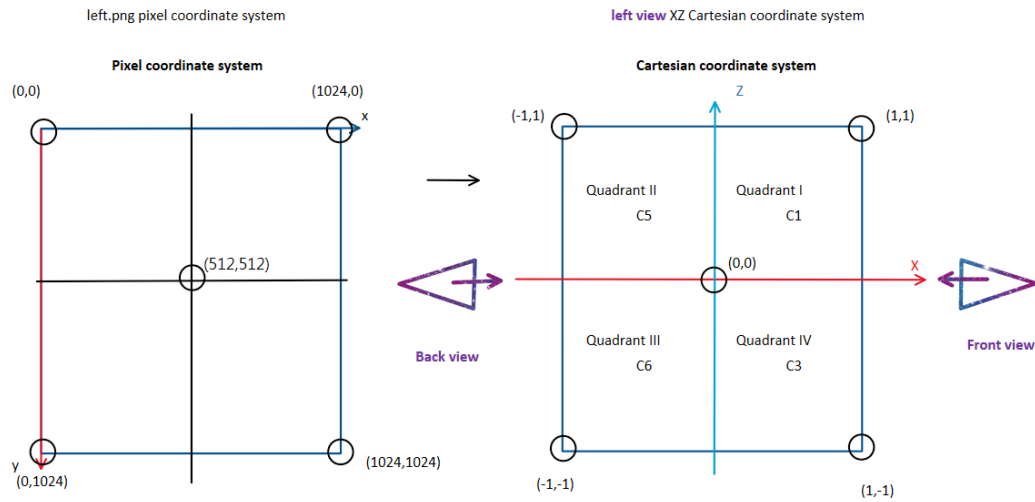 left.png pixel coordinate system
left view XZ Cartesian coordinate system
Pixel coordinate system
Cartesian coordinate system
(0,0)
(1024,0)
x
Z
(-1,1)
(1,1)
Quadrant II
Quadrant I
C5
C1
(512,512)
(0,0)
X
Quadrant III
Quadrant IV
Back view
Front view
C6
C3
y
(0,1024)
(1024,1024)
(-1,-1)
(1,-1)